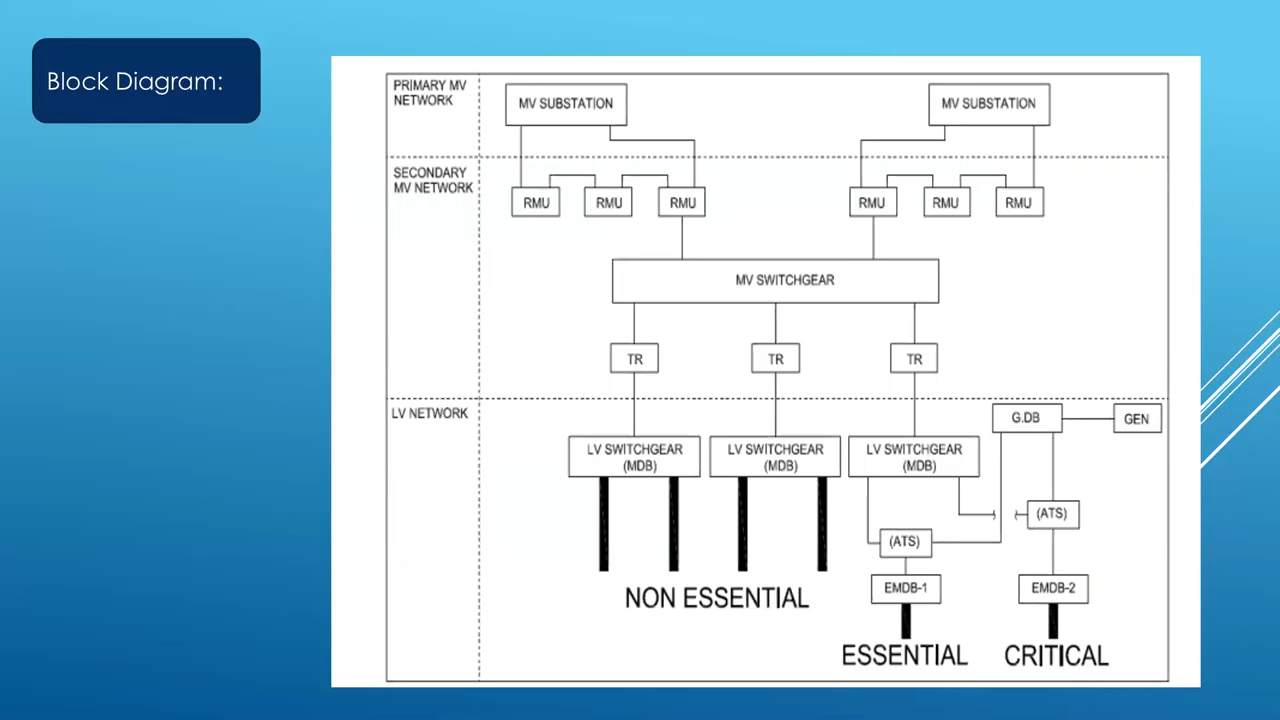 Block Diagram:
PRIMARY MV
NETWORK
MV SUBSTATION
MV SUBSTATION
SECONDARY
MV NETWORK
RMU
RMU
RMU
RMU
RMU
RMU
MV SWITCHGEAR
TR
TR
TR
LV NETWORK
G.DB
GEN
LV SWITCHGEAR
(MDB)
LV SWITCHGEAR
(MDB)
LV SWITCHGEAR
(MDB)
(ATS)
(ATS)
EMDB-1
EMDB-2
NON ESSENTIAL
ESSENTIAL
CRITICAL